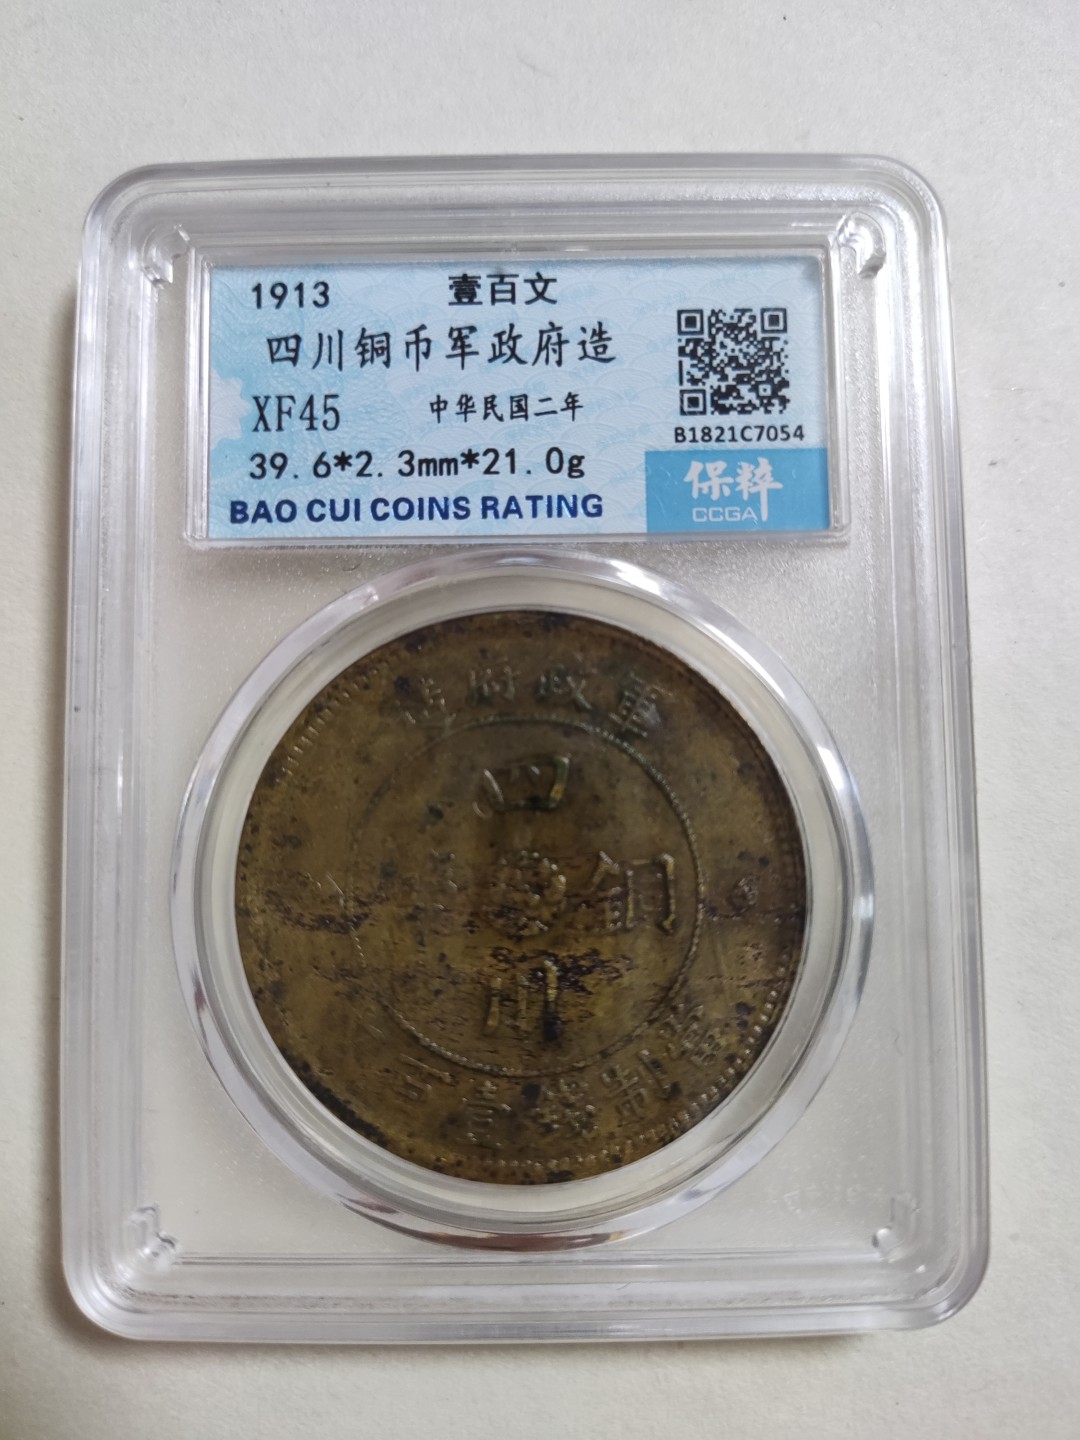 1913 壹百文
四川铜币军政府造
XF45 中华民国二年
39.6*2.3mm*21.0g
BAO CUI COINS RATING
B1821C7054
保粹
CCGA
造府政軍
四
銅
川
當制錢壹百